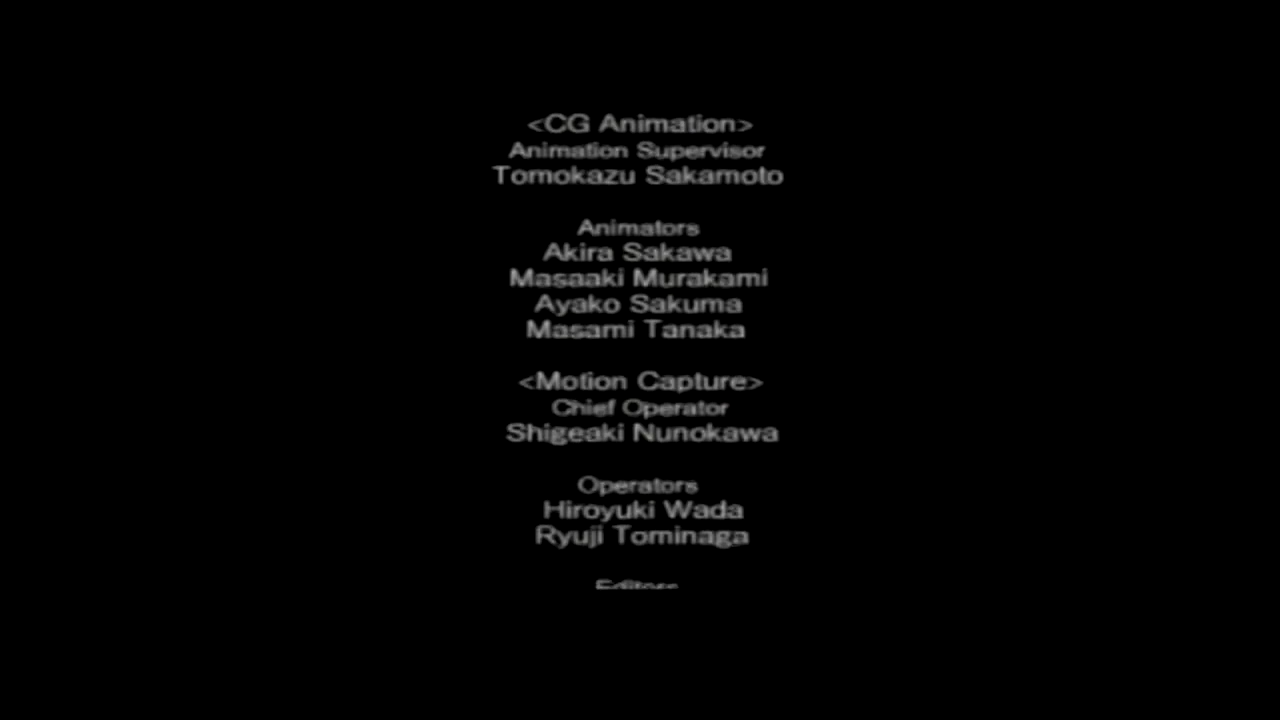 <CG Animation>
Animation Supervisor
Tomokazu Sakamoto
Animators
Akira Sakawa
Masaaki Murakami
Ayako Sakuma
Masami Tanaka
<Motion Capture>
Chief Operator
Shigeaki Nunokawa
Operators
Hiroyuki Wada
Ryuji Tominaga
Editors